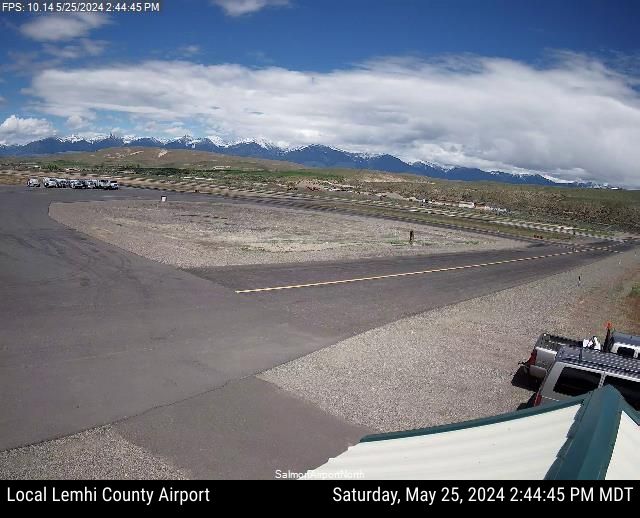 FPS: 10.14 5/25/2024 2:44:45 PM
SalmonAirportNorth
Local Lemhi County Airport Saturday, May 25, 2024 2:44:45 PM MDT